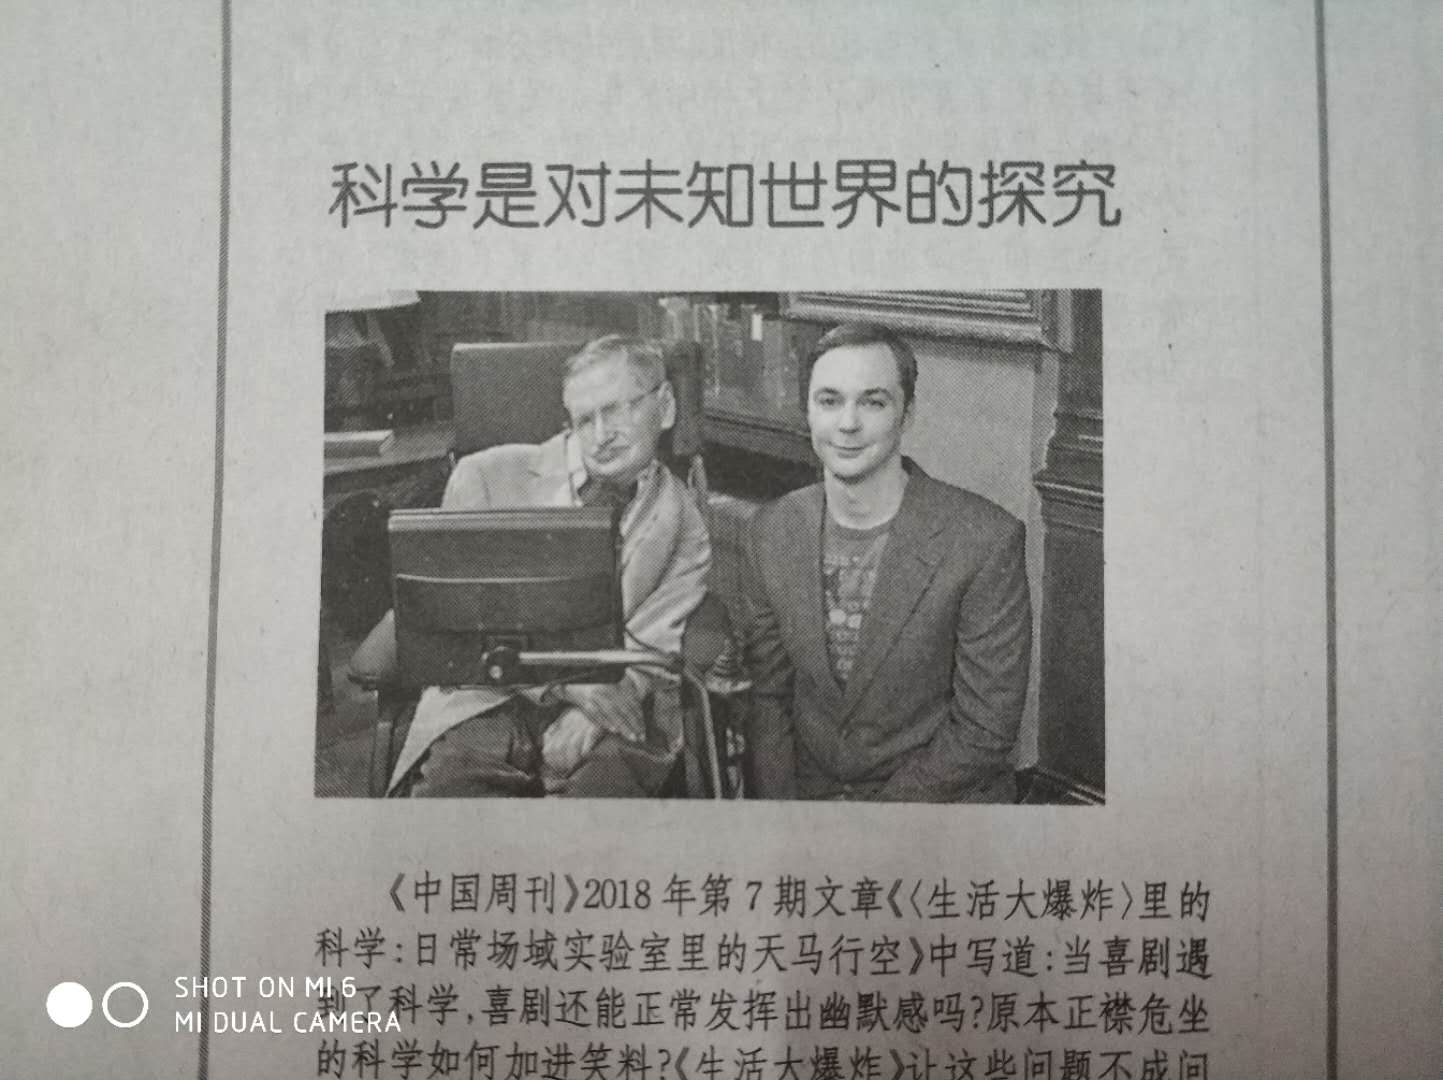 科学是对未知世界的探究
《中国周刊》2018年第7期文章《〈生活大爆炸〉里的
科学:日常场域实验室里的天马行空》中写道:当喜剧遇
到了科学,喜剧还能正常发挥出幽默感吗?原本正襟危坐
的科学如何加进笑料?《生活大爆炸》让这些问题不成问
SHOT ON MI 6
MI DUAL CAMERA